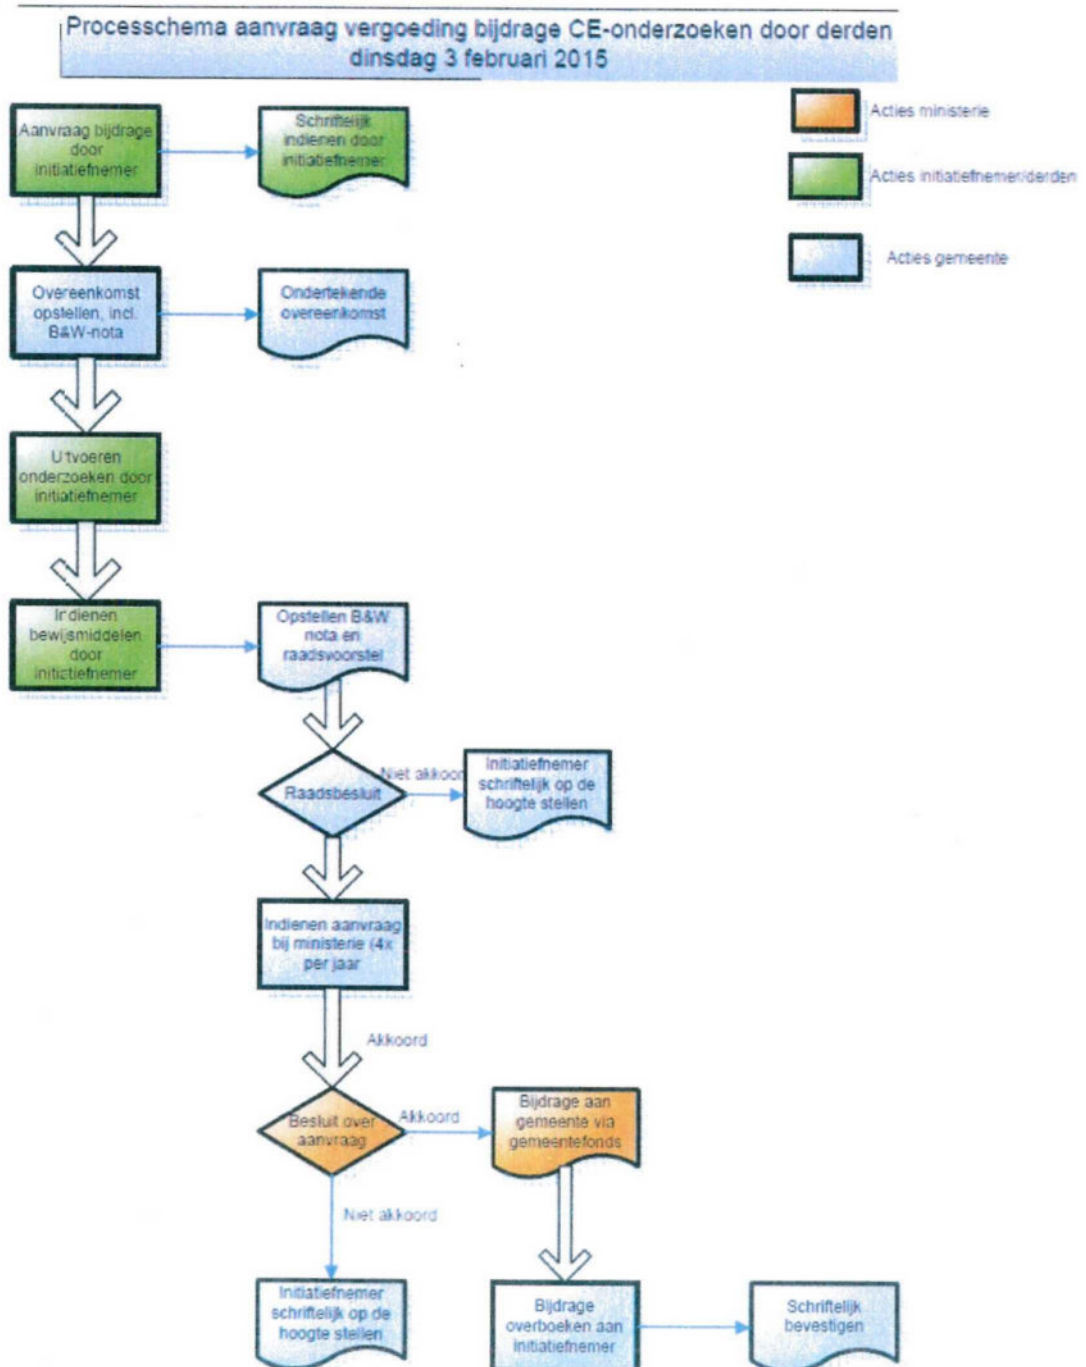 Processchema aanvraag vergoeding bijdrage CE-onderzoeken door derden
dinsdag 3 februari 2015
Acties ministerie
Acties initiatiefnemer/derden
Acties gemeente
Aanvraag bijdrage
door
initiatiefnemer
Schriftelijk
indienen door
initiatiefnemer
Overeenkomst
opstellen, incl.
B&W-nota
Ondertekende
overeenkomst
Uitvoeren
onderzoeken door
initiatiefnemer
Indienen
bewijsmiddelen
door
initiatiefnemer
Opstellen B&W
nota en
raadsvoorstel
Raadsbesluit
Niet akkoor
Initiatiefnemer
schriftelijk op de
hoogte stellen
Indienen aanvraag
bij ministerie (4x
per jaar
Akkoord
Besluit over
aanvraag
Akkoord
Bijdrage aan
gemeente via
gemeentefonds
Niet akkoord
Initiatiefnemer
schriftelijk op de
hoogte stellen
Bijdrage
overboeken aan
initiatiefnemer
Schriftelijk
bevestigen